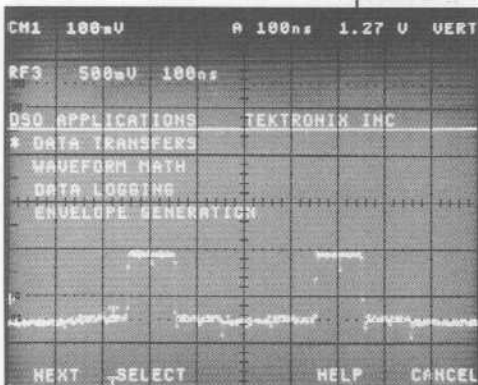 CH1 100mV A 100ns 1.27 V VERT
RF3 500mV 100ns
DSO APPLICATIONS TEKTRONIX INC
* DATA TRANSFERS
WAVEFORM MATH
DATA LOGGING
ENVELOPE GENERATION
NEXT SELECT HELP CANCEL